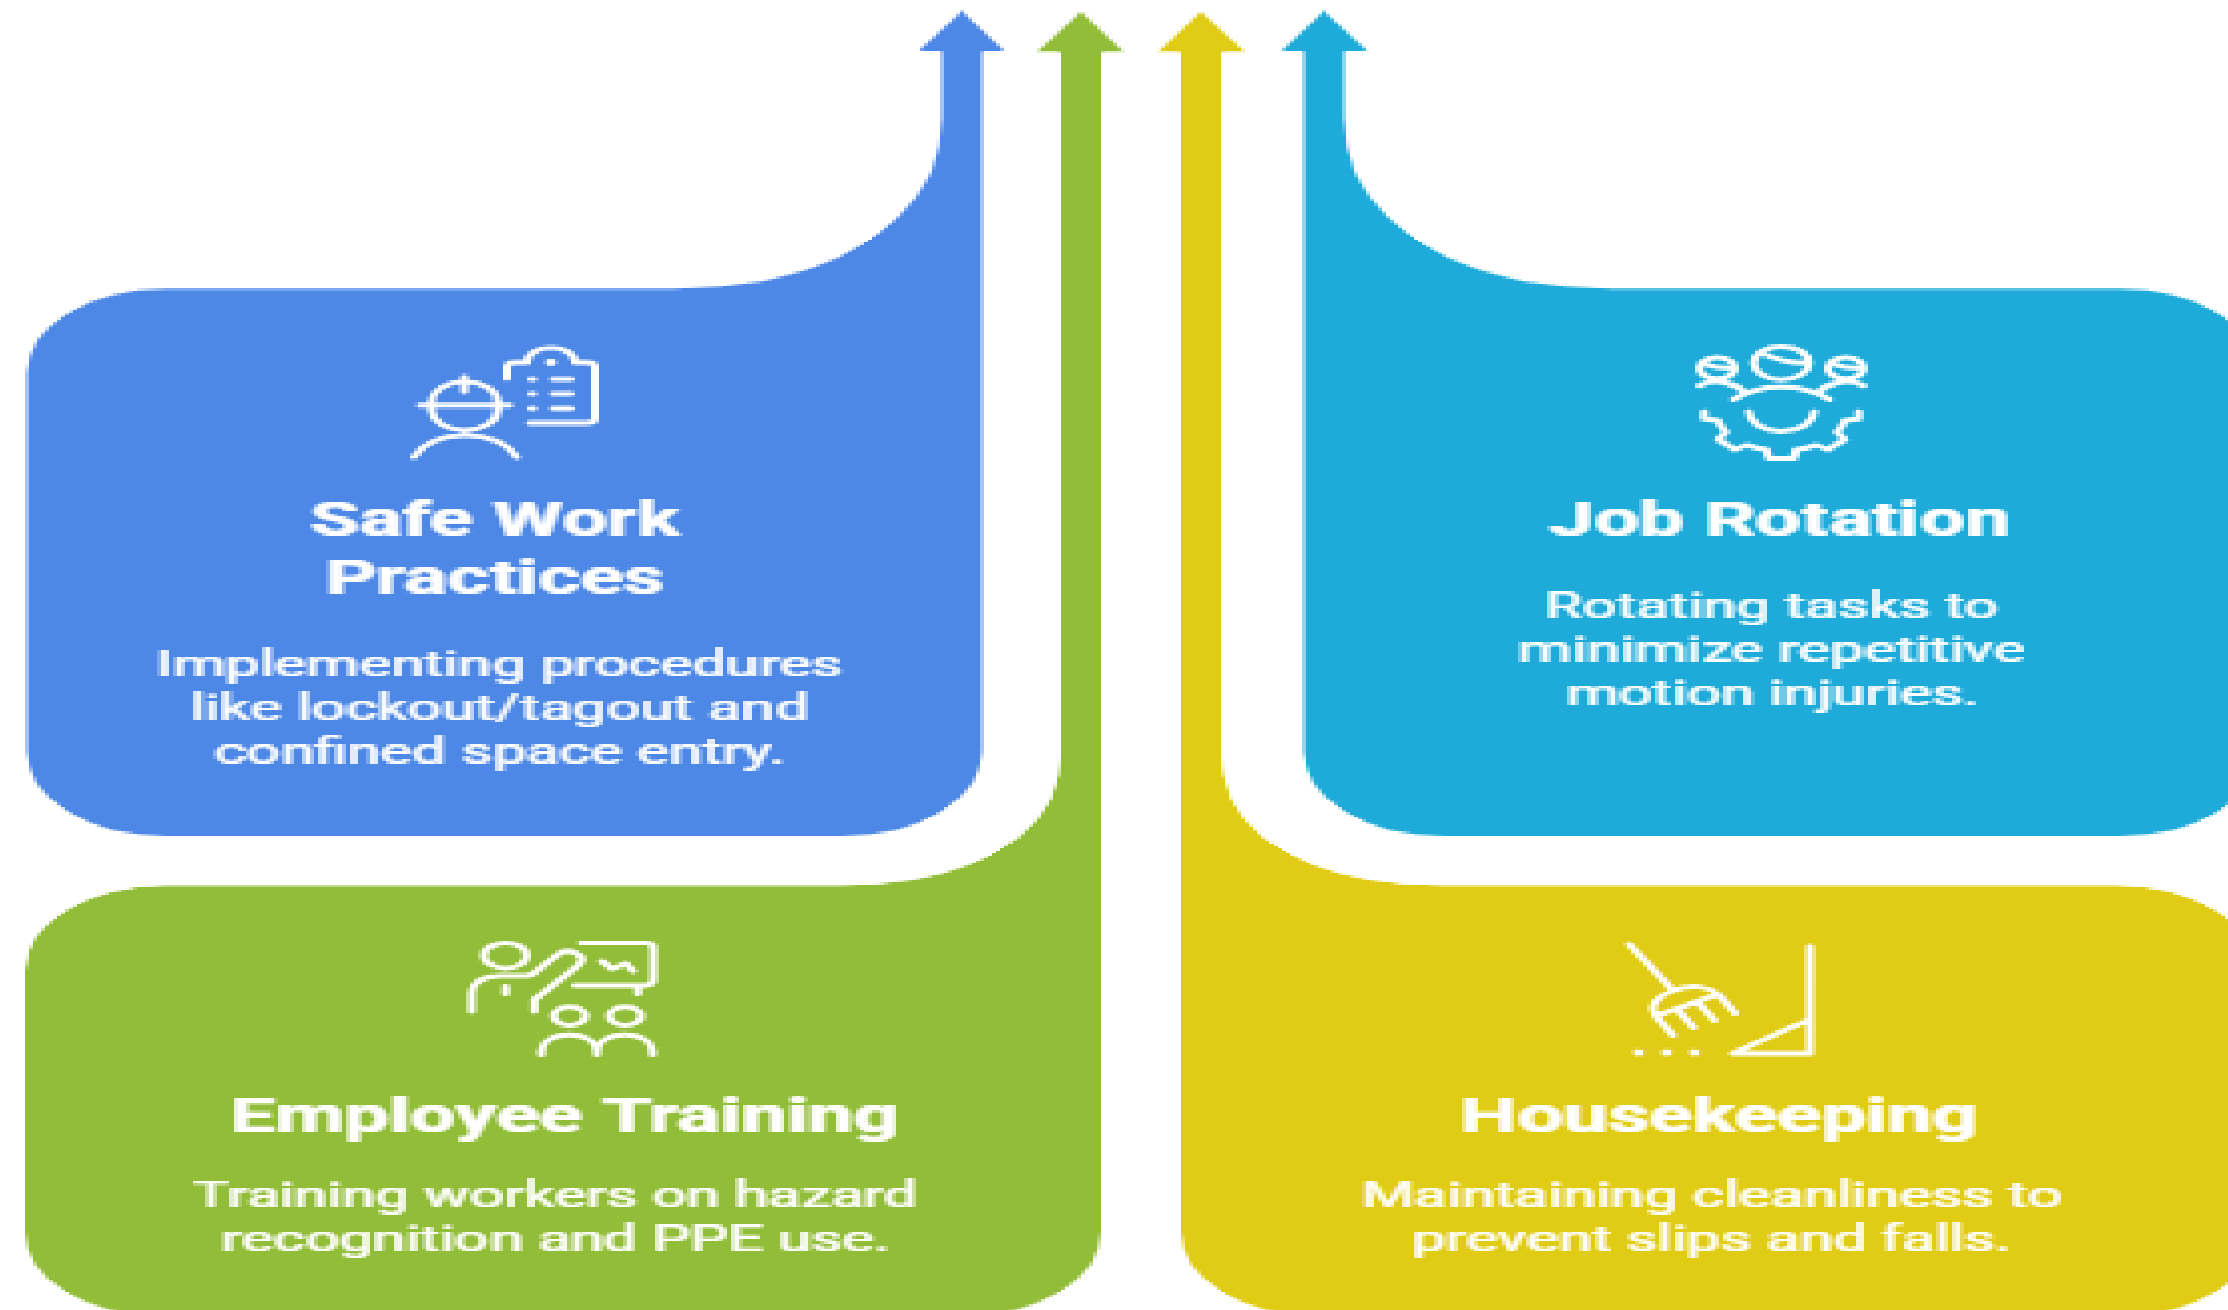 Safe Work
Practices
Implementing procedures
like lockout/tagout and
confined space entry.
Job Rotation
Rotating tasks to
minimize repetitive
motion injuries.
Employee Training
Training workers on hazard
recognition and PPE use.
Housekeeping
Maintaining cleanliness to
prevent slips and falls.